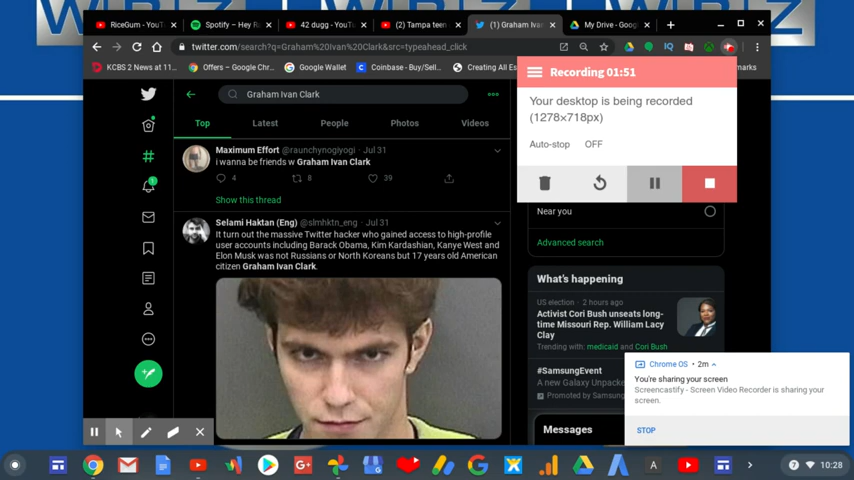 RiceGum - YouT
Spotify – Hey R
42 dugg - YouTu
(2) Tampa teen
(1) Graham Ivan
My Drive - Goog
twitter.com/search?q=Graham%20Ivan%20Clark&src=typeahead_click
KCBS 2 News at 11...
Offers – Google Chr...
Google Wallet
Coinbase - Buy/Sell...
Creating All Es
marks
Recording 01:51
Your desktop is being recorded
(1278×718px)
Auto-stop OFF
Graham Ivan Clark
Top Latest People Photos Videos
Maximum Effort @raunchynogiyogi · Jul 31
i wanna be friends w Graham Ivan Clark
4 8 39
Show this thread
Selami Haktan (Eng) @slmhktn_eng · Jul 31
It turn out the massive Twitter hacker who gained access to high-profile
user accounts including Barack Obama, Kim Kardashian, Kanye West and
Elon Musk was not Russians or North Koreans but 17 years old American
citizen Graham Ivan Clark.
Near you
Advanced search
What's happening
US election · 2 hours ago
Activist Cori Bush unseats long-
time Missouri Rep. William Lacy
Clay
Trending with: medicaid and Cori Bush
#SamsungEvent
A new Galaxy Unpacke
Promoted by Samsung
Messages
Chrome OS • 2m
You're sharing your screen
Screencastify - Screen Video Recorder is sharing your
screen.
STOP
10:28